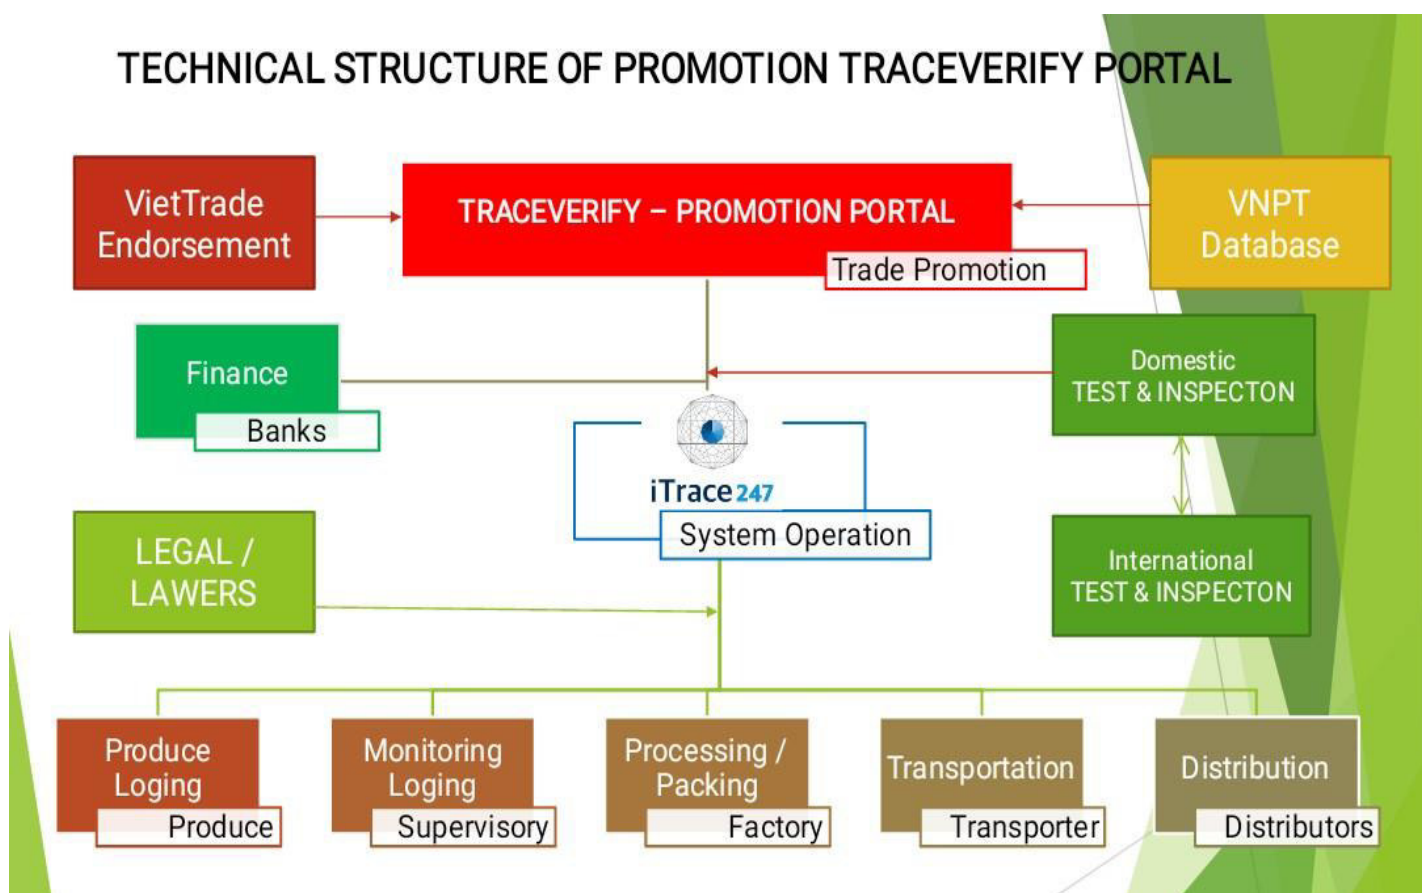 TECHNICAL STRUCTURE OF PROMOTION TRACEVERIFY PORTAL
VietTrade
Endorsement
TRACEVERIFY – PROMOTION PORTAL
Trade Promotion
VNPT
Database
Finance
Banks
Domestic
TEST & INSPECTON
iTrace 247
System Operation
LEGAL /
LAWERS
International
TEST & INSPECTON
Produce
Loging
Produce
Monitoring
Loging
Supervisory
Processing /
Packing
Factory
Transportation
Transporter
Distribution
Distributors